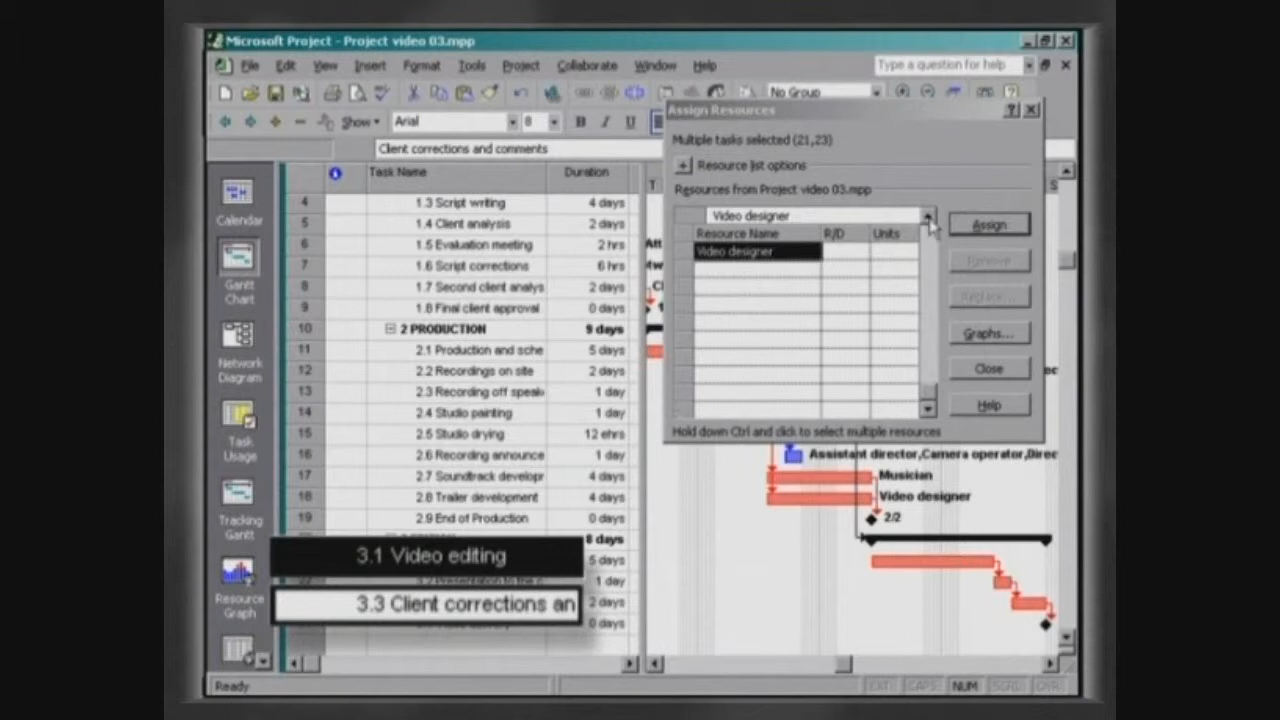 Microsoft Project - Project video 03.mpp
File Edit View Insert Format Tools Project Collaborate Window Help
Type a question for help
No Group
Show Arial 8 B I U
Client corrections and comments
Task Name Duration
T
S
4 1.3 Script writing 4 days
5 1.4 Client analysis 2 days
6 1.5 Evaluation meeting 2 hrs
7 1.6 Script corrections 6 hrs
8 1.7 Second client analys 2 days
9 1.8 Final client approval 0 days
10 2 PRODUCTION 9 days
11 2.1 Production and sche 5 days
12 2.2 Recordings on site 2 days
13 2.3 Recording off speak 1 day
14 2.4 Studio painting 1 day
15 2.5 Studio drying 12 ehrs
16 2.6 Recording announce 1 day
17 2.7 Soundtrack developr 4 days
18 2.8 Trailer development 4 days
19 2.9 End of Production 0 days
8 days
3.1 Video editing 5 days
1 day
3.3 Client corrections an 2 days
0 days
Calendar
Gantt
Chart
Network
Diagram
Task
Usage
Tracking
Gantt
Resource
Graph
Assign Resources
Multiple tasks selected (21,23)
+ Resource list options
Resources from Project video 03.mpp
Video designer
Resource Name R/D Units
Video designer
Assign
Remove
Replace...
Graphs...
Close
Help
Hold down Ctrl and click to select multiple resources
Assistant director,Camera operator,Direc
Musician
Video designer
2/2
Ready
EXT CAPS NUM SCRL OVR